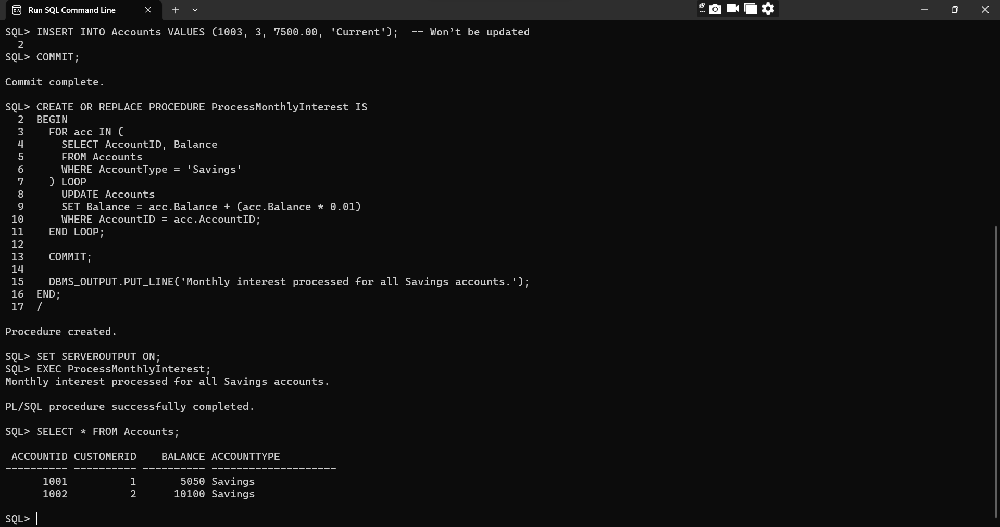 Run SQL Command Line
SQL> INSERT INTO Accounts VALUES (1003, 3, 7500.00, 'Current');  -- Won’t be updated
  2
SQL> COMMIT;

Commit complete.

SQL> CREATE OR REPLACE PROCEDURE ProcessMonthlyInterest IS
  2  BEGIN
  3    FOR acc IN (
  4      SELECT AccountID, Balance
  5      FROM Accounts
  6      WHERE AccountType = 'Savings'
  7    ) LOOP
  8      UPDATE Accounts
  9      SET Balance = acc.Balance + (acc.Balance * 0.01)
 10      WHERE AccountID = acc.AccountID;
 11    END LOOP;
 12
 13    COMMIT;
 14
 15    DBMS_OUTPUT.PUT_LINE('Monthly interest processed for all Savings accounts.');
 16  END;
 17  /

Procedure created.

SQL> SET SERVEROUTPUT ON;
SQL> EXEC ProcessMonthlyInterest;
Monthly interest processed for all Savings accounts.

PL/SQL procedure successfully completed.

SQL> SELECT * FROM Accounts;

 ACCOUNTID CUSTOMERID    BALANCE ACCOUNTTYPE
---------- ---------- ---------- --------------------
      1001          1       5050 Savings
      1002          2      10100 Savings

SQL>